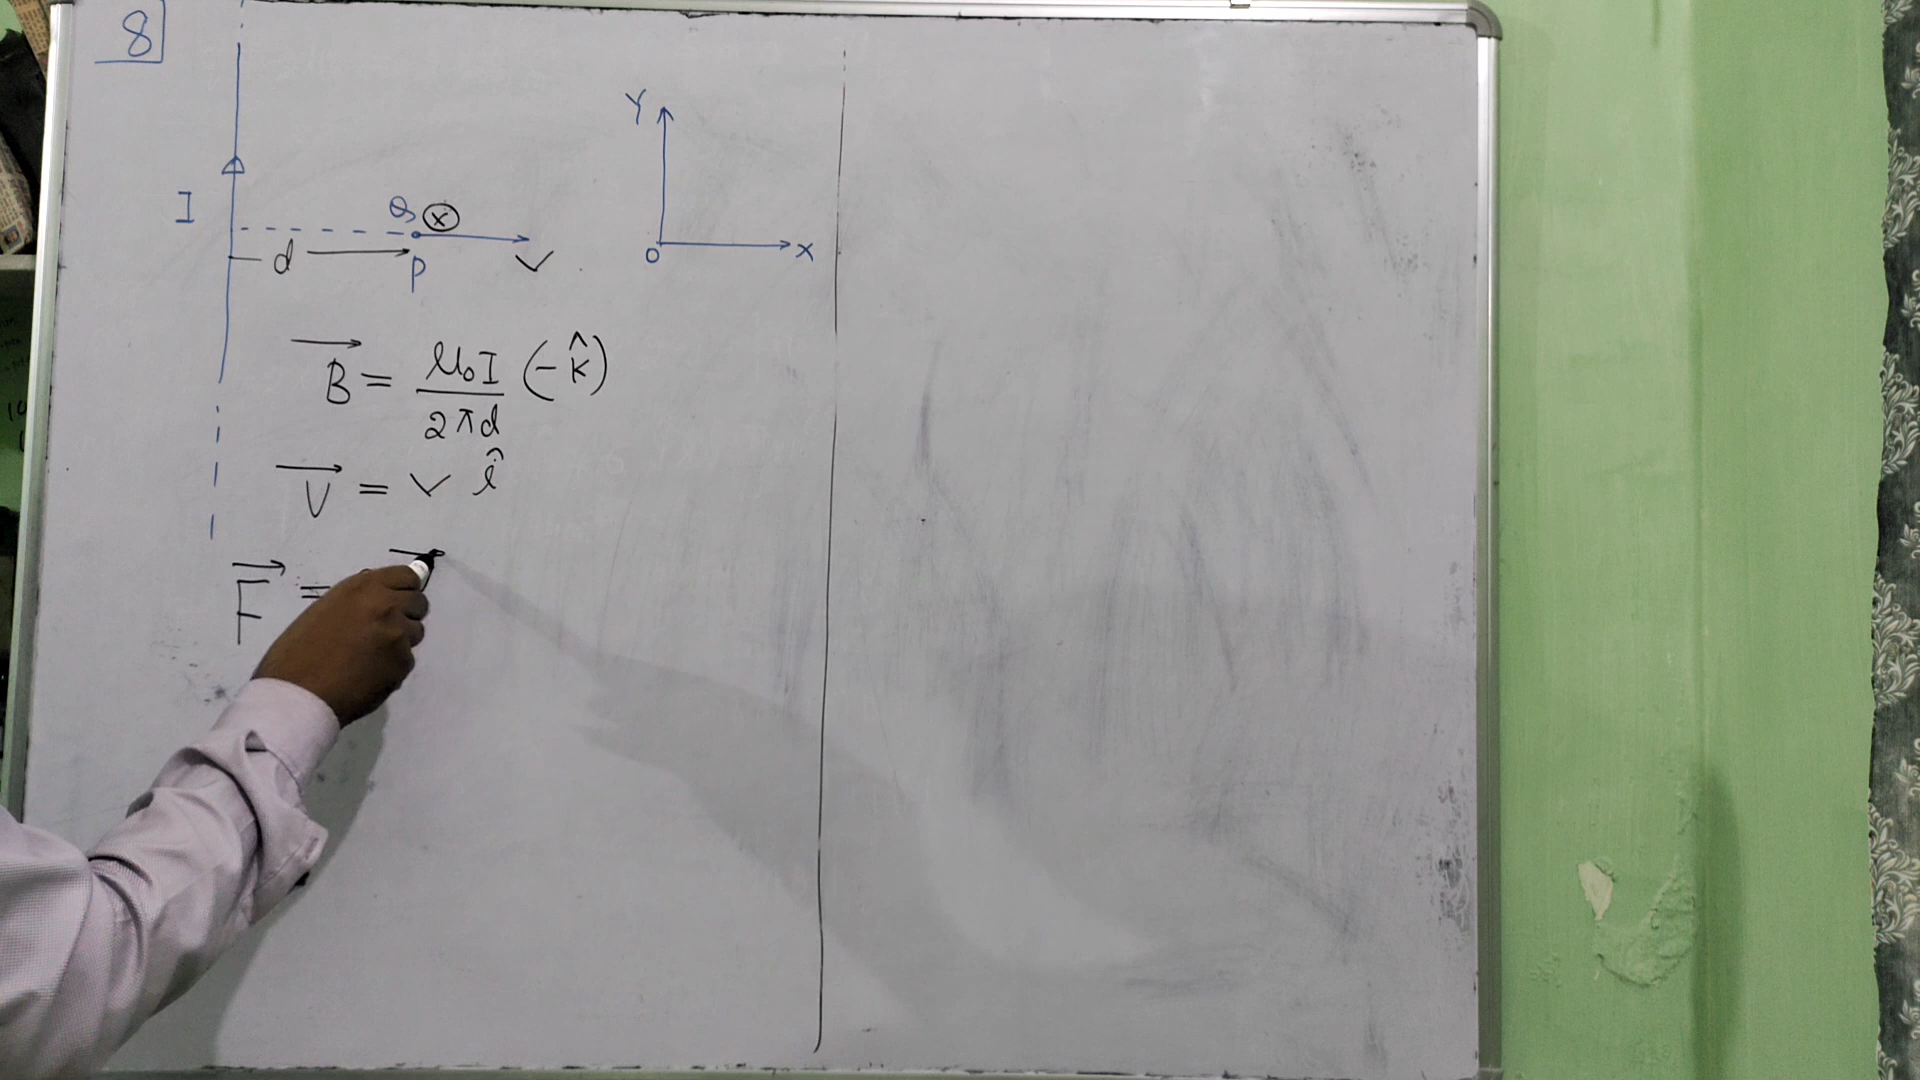 8
Y
I
Q ⊗
d
P
V
O
X
B⃗ = μ₀I / 2πd (-k̂)
V⃗ = V î
F⃗ =